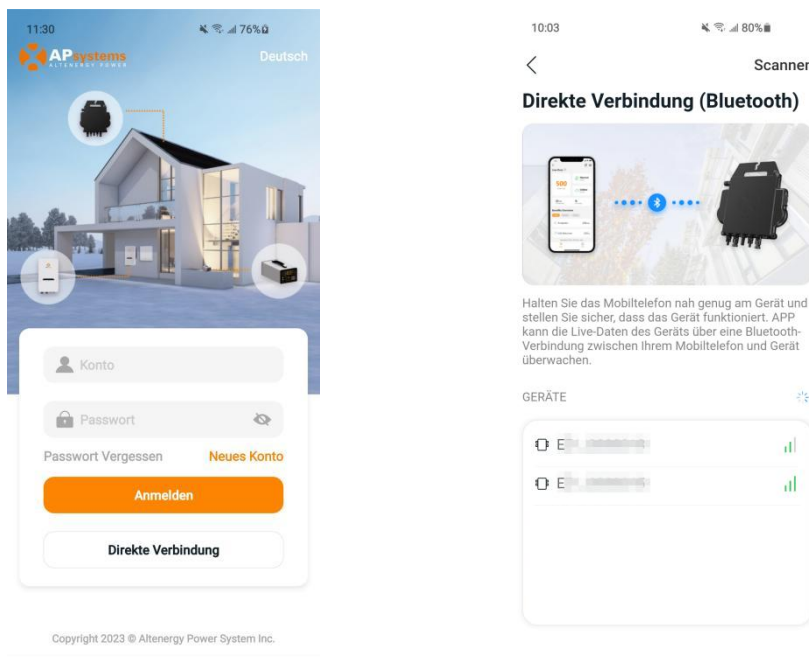 11:30
76%
APsystems
ALTENERGY POWER
Deutsch
Konto
Passwort
Passwort Vergessen
Neues Konto
Anmelden
Direkte Verbindung
Copyright 2023 © Altenergy Power System Inc.
10:03
80%
Scannen
Direkte Verbindung (Bluetooth)
500
Halten Sie das Mobiltelefon nah genug am Gerät und
stellen Sie sicher, dass das Gerät funktioniert. APP
kann die Live-Daten des Geräts über eine Bluetooth-
Verbindung zwischen Ihrem Mobiltelefon und Gerät
überwachen.
GERÄTE
E
E